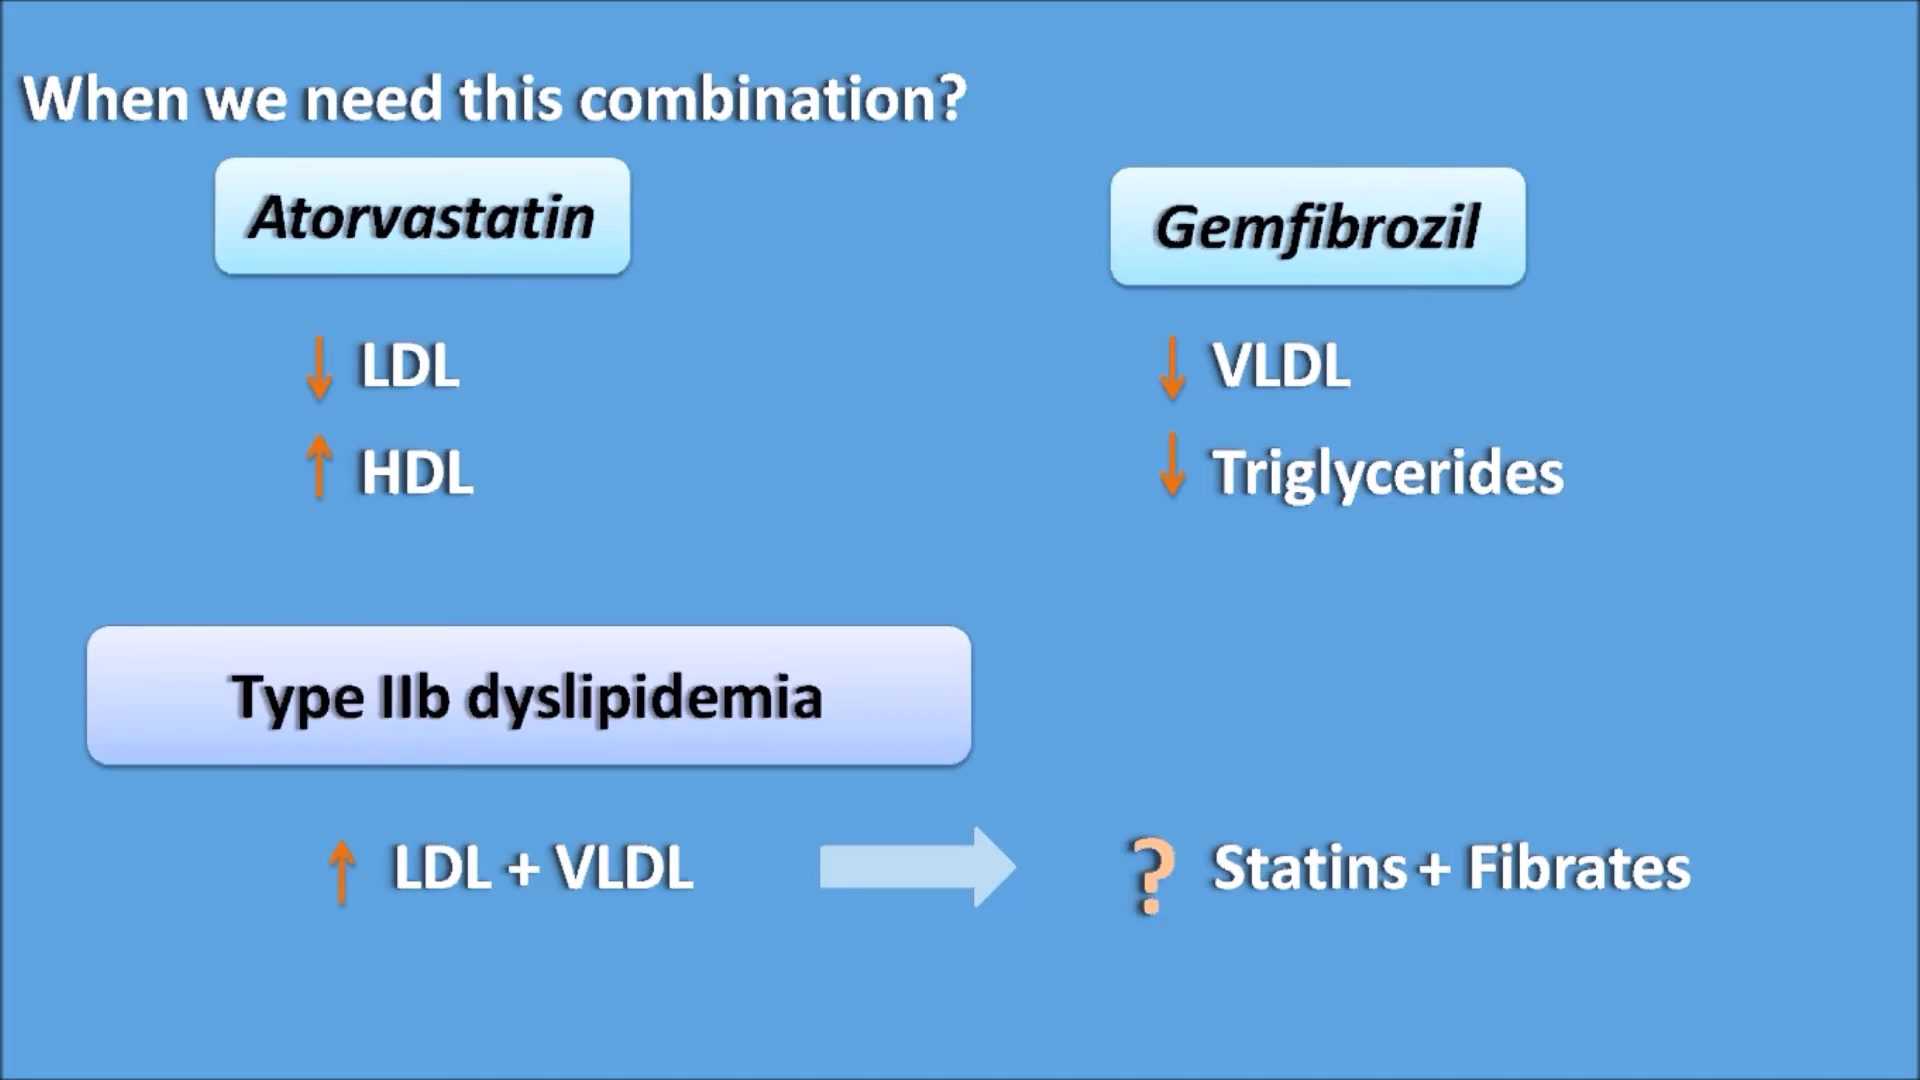 When we need this combination?
Atorvastatin
Gemfibrozil
↓ LDL
↓ VLDL
↑ HDL
↓ Triglycerides
Type IIb dyslipidemia
↑ LDL + VLDL
? Statins + Fibrates